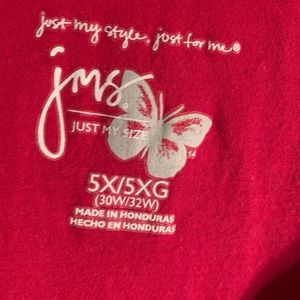 just my style, just for me®
jms.
JUST MY SIZE
5X/5XG
(30W/32W)
MADE IN HONDURAS
HECHO EN HONDURAS